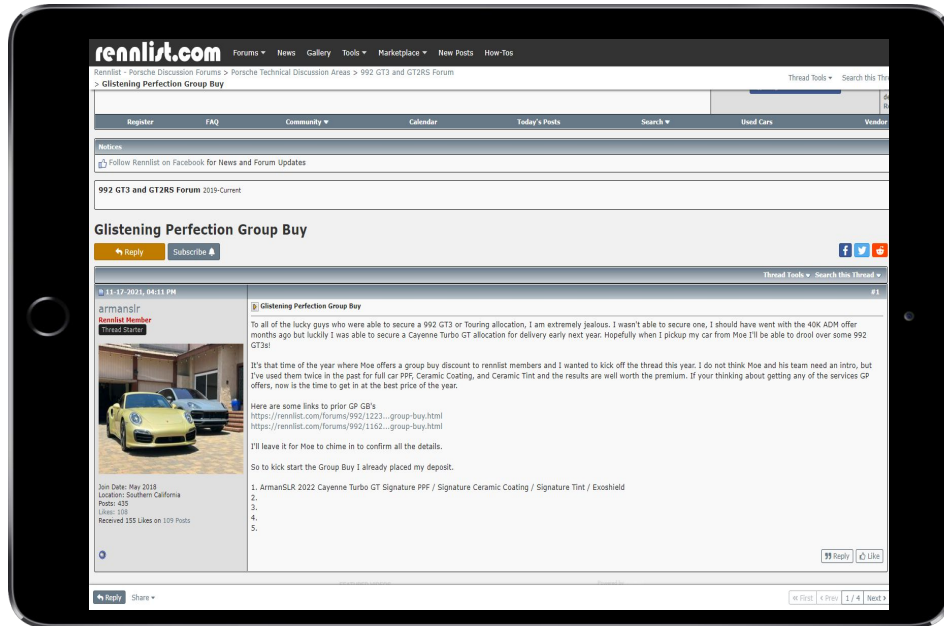 rennlist.com Forums News Gallery Tools Marketplace New Posts How-Tos
Rennlist - Porsche Discussion Forums > Porsche Technical Discussion Areas > 992 GT3 and GT2RS Forum
> Glistening Perfection Group Buy
Thread Tools Search this Thre
Register FAQ Community Calendar Today's Posts Search Used Cars Vendor
Notices
Follow Rennlist on Facebook for News and Forum Updates
992 GT3 and GT2RS Forum 2019-Current
Glistening Perfection Group Buy
Reply Subscribe
Thread Tools Search this Thread
11-17-2021, 04:11 PM #1
armanslr
Rennlist Member
Thread Starter
Join Date: May 2018
Location: Southern California
Posts: 435
Likes: 108
Received 155 Likes on 109 Posts
Glistening Perfection Group Buy
To all of the lucky guys who were able to secure a 992 GT3 or Touring allocation, I am extremely jealous. I wasn't able to secure one, I should have went with the 40K ADM offer
months ago but luckily I was able to secure a Cayenne Turbo GT allocation for delivery early next year. Hopefully when I pickup my car from Moe I'll be able to drool over some 992
GT3s!
It's that time of the year where Moe offers a group buy discount to rennlist members and I wanted to kick off the thread this year. I do not think Moe and his team need an intro, but
I've used them twice in the past for full car PPF, Ceramic Coating, and Ceramic Tint and the results are well worth the premium. If your thinking about getting any of the services GP
offers, now is the time to get in at the best price of the year.
Here are some links to prior GP GB's
https://rennlist.com/forums/992/1223...group-buy.html
https://rennlist.com/forums/992/1162...group-buy.html
I'll leave it for Moe to chime in to confirm all the details.
So to kick start the Group Buy I already placed my deposit.
1. ArmanSLR 2022 Cayenne Turbo GT Signature PPF / Signature Ceramic Coating / Signature Tint / Exoshield
2.
3.
4.
5.
Reply Like
Reply Share
« First < Prev 1 / 4 Next >